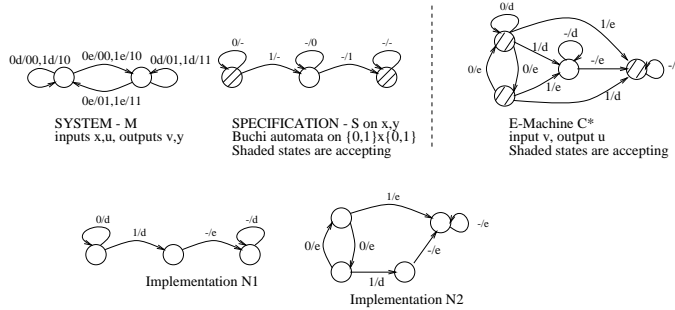 0d/00,1d/10
0e/00,1e/10
0d/01,1d/11
0e/01,1e/11
SYSTEM - M
inputs x,u, outputs v,y
0/-
1/-
-/0
-/1
-/-
SPECIFICATION - S on x,y
Buchi automata on {0,1}x{0,1}
Shaded states are accepting
0/d
1/e
1/d
-/d
0/e
0/e
-/e
1/e
1/d
-/
E-Machine C*
input v, output u
Shaded states are accepting
0/d
1/d
-/e
-/d
Implementation N1
1/e
0/e
0/e
-/e
-/e
1/d
Implementation N2